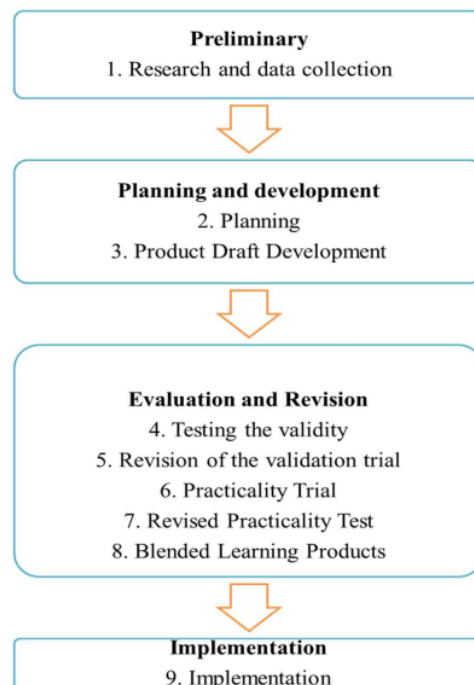 Preliminary
1. Research and data collection
Planning and development
2. Planning
3. Product Draft Development
Evaluation and Revision
4. Testing the validity
5. Revision of the validation trial
6. Practicality Trial
7. Revised Practicality Test
8. Blended Learning Products
Implementation
9. Implementation